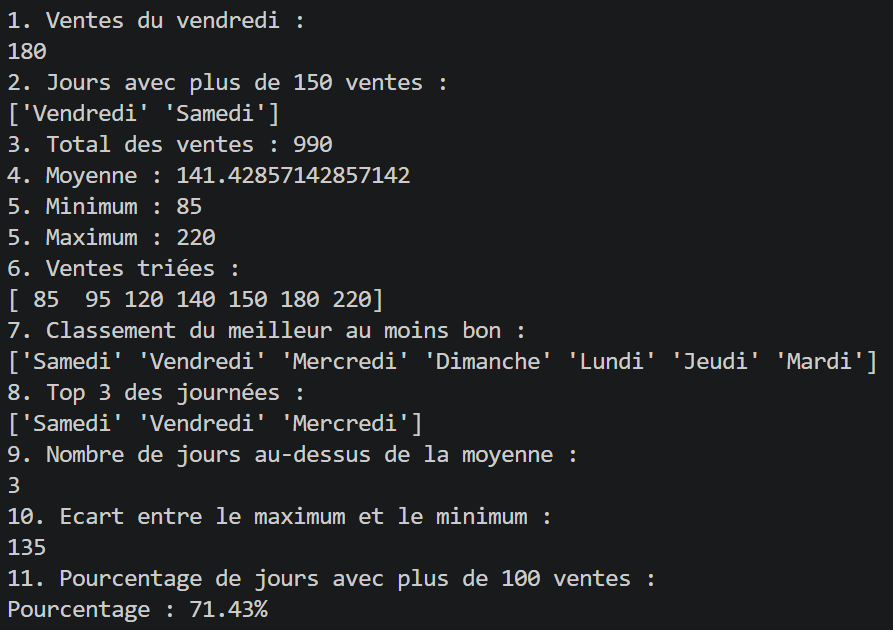 1. Ventes du vendredi :
180
2. Jours avec plus de 150 ventes :
['Vendredi' 'Samedi']
3. Total des ventes : 990
4. Moyenne : 141.42857142857142
5. Minimum : 85
5. Maximum : 220
6. Ventes triées :
[ 85  95 120 140 150 180 220]
7. Classement du meilleur au moins bon :
['Samedi' 'Vendredi' 'Mercredi' 'Dimanche' 'Lundi' 'Jeudi' 'Mardi']
8. Top 3 des journées :
['Samedi' 'Vendredi' 'Mercredi']
9. Nombre de jours au-dessus de la moyenne :
3
10. Ecart entre le maximum et le minimum :
135
11. Pourcentage de jours avec plus de 100 ventes :
Pourcentage : 71.43%